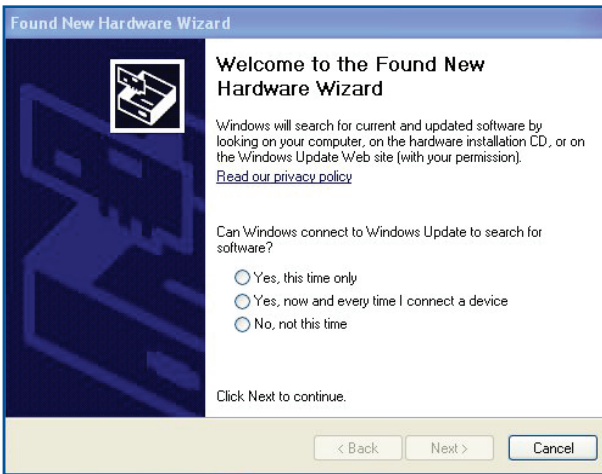 Found New Hardware Wizard
Welcome to the Found New
Hardware Wizard
Windows will search for current and updated software by
looking on your computer, on the hardware installation CD, or on
the Windows Update Web site (with your permission).
Read our privacy policy
Can Windows connect to Windows Update to search for
software?
Yes, this time only
Yes, now and every time I connect a device
No, not this time
Click Next to continue.
< Back Next > Cancel